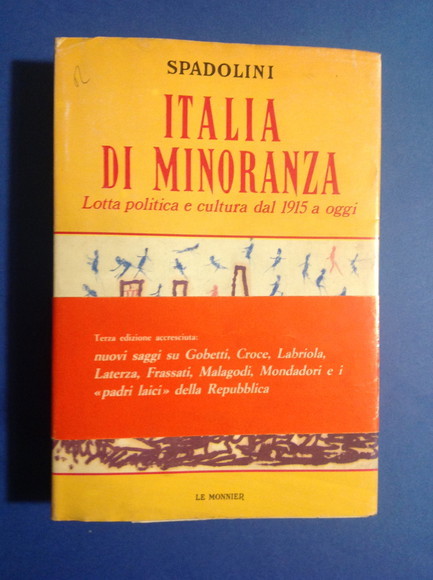 SPADOLINI
ITALIA
DI MINORANZA
Lotta politica e cultura dal 1915 a oggi
Terza edizione accresciuta:
nuovi saggi su Gobetti, Croce, Labriola,
Laterza, Frassati, Malagodi, Mondadori e i
«padri laici» della Repubblica
LE MONNIER